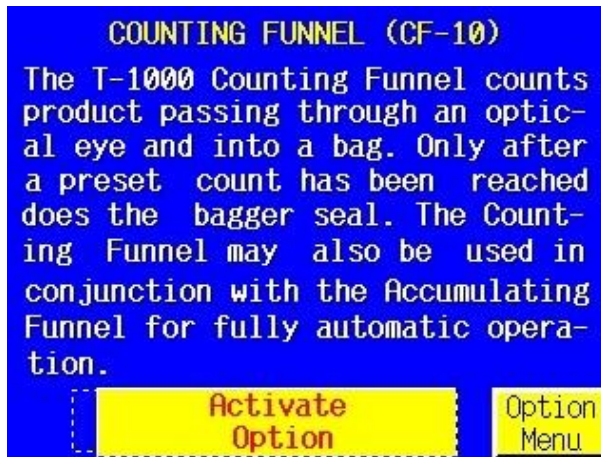 COUNTING FUNNEL (CF-10)
The T-1000 Counting Funnel counts
product passing through an optic-
al eye and into a bag. Only after
a preset count has been reached
does the bagger seal. The Count-
ing Funnel may also be used in
conjunction with the Accumulating
Funnel for fully automatic opera-
tion.
Activate
Option
Option
Menu